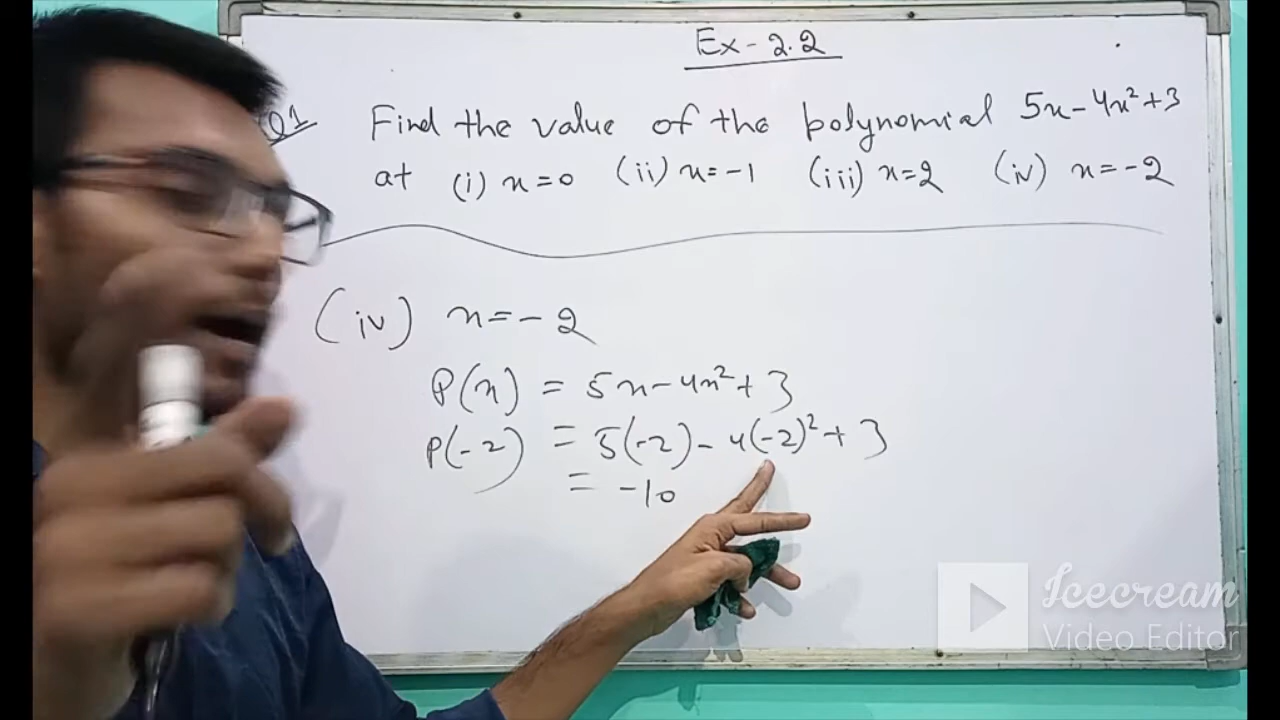 Ex - 2.2
Q1 Find the value of the polynomial 5x - 4x² + 3
at (i) x = 0 (ii) x = -1 (iii) x = 2 (iv) x = -2
(iv) x = -2
P(x) = 5x - 4x² + 3
P(-2) = 5(-2) - 4(-2)² + 3
= -10
Icecream
Video Editor